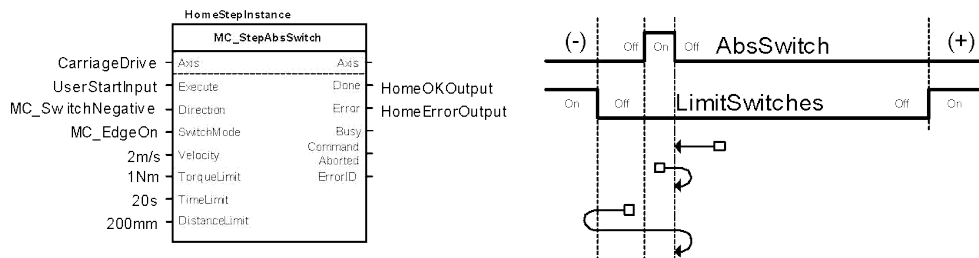 HomeStepInstance
MC_StepAbsSwitch
CarriageDrive Axis Axis
UserStartInput Execute Done HomeOKOutput
MC_SwitchNegative Direction Error HomeErrorOutput
MC_EdgeOn SwitchMode Busy
2m/s Velocity Command Aborted
1Nm TorqueLimit ErrorID
20s TimeLimit
200mm DistanceLimit
(-) Off On Off AbsSwitch (+)
On Off LimitSwitches Off On